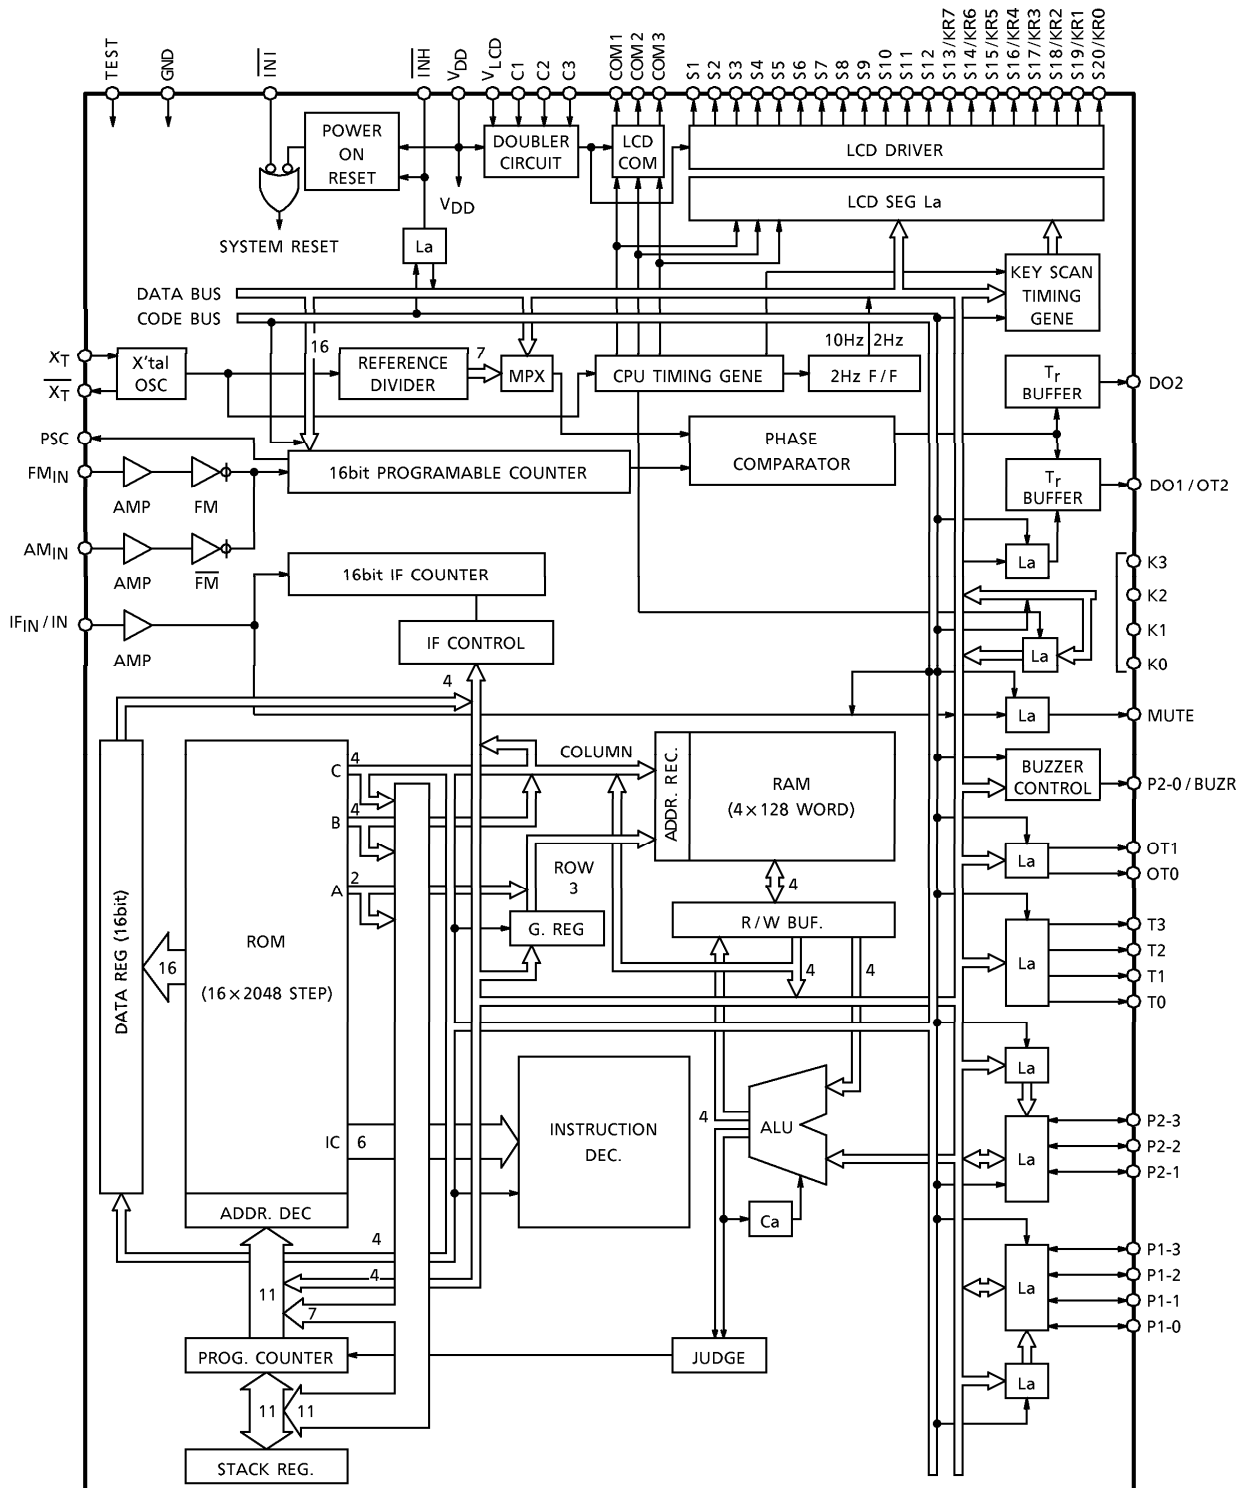 TEST
GND
INI
INH
VDD
VLCD
C1
C2
C3
COM1
COM2
COM3
S1
S2
S3
S4
S5
S6
S7
S8
S9
S10
S11
S12
S13/KR7
S14/KR6
S15/KR5
S16/KR4
S17/KR3
S18/KR2
S19/KR1
S20/KR0
POWER
ON
RESET
DOUBLER
CIRCUIT
LCD
COM
LCD DRIVER
LCD SEG La
VDD
SYSTEM RESET
La
KEY SCAN
TIMING
GENE
DATA BUS
CODE BUS
16
10Hz
2Hz
XT
XT
X'tal
OSC
REFERENCE
DIVIDER
7
MPX
CPU TIMING GENE
2Hz F/F
Tr
BUFFER
DO2
PSC
PHASE
COMPARATOR
FMIN
AMP
FM
16bit PROGRAMABLE COUNTER
Tr
BUFFER
DO1/OT2
AMIN
AMP
FM
16bit IF COUNTER
La
K3
K2
K1
K0
IFIN/IN
AMP
IF CONTROL
La
4
La
MUTE
DATA REG (16bit)
ROM
(16×2048 STEP)
C
4
B
4
A
2
COLUMN
ADDR. REC.
RAM
(4×128 WORD)
BUZZER
CONTROL
P2-0/BUZR
ROW
3
La
OT1
OT0
4
R/W BUF.
G. REG
16
4
4
La
T3
T2
T1
T0
La
IC
6
INSTRUCTION
DEC.
4
ALU
La
P2-3
P2-2
P2-1
ADDR. DEC
Ca
4
4
11
7
La
P1-3
P1-2
P1-1
P1-0
PROG. COUNTER
JUDGE
La
11
11
STACK REG.